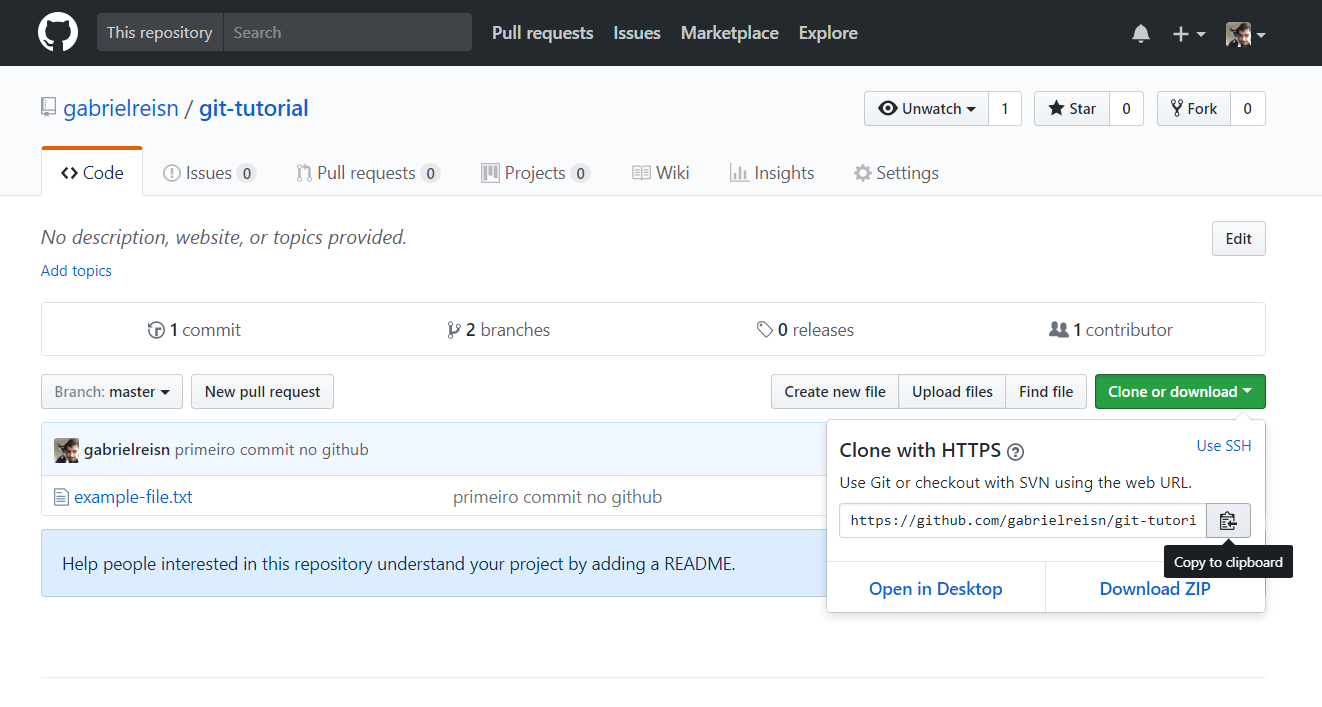 This repository Search Pull requests Issues Marketplace Explore
gabrielreisn / git-tutorial Unwatch 1 Star 0 Fork 0
Code Issues 0 Pull requests 0 Projects 0 Wiki Insights Settings
No description, website, or topics provided. Edit
Add topics
1 commit 2 branches 0 releases 1 contributor
Branch: master New pull request Create new file Upload files Find file Clone or download
gabrielreisn primeiro commit no github
example-file.txt primeiro commit no github
Help people interested in this repository understand your project by adding a README.
Clone with HTTPS ? Use SSH
Use Git or checkout with SVN using the web URL.
https://github.com/gabrielreisn/git-tutori
Copy to clipboard
Open in Desktop Download ZIP